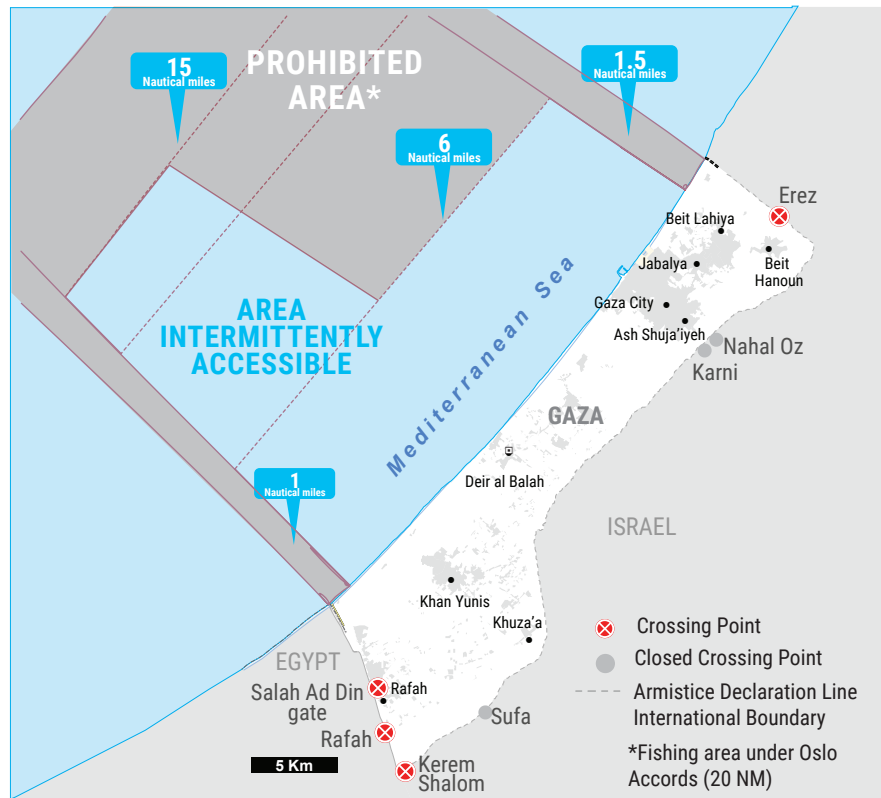 15
Nautical miles
PROHIBITED
AREA*
1.5
Nautical miles
6
Nautical miles
Erez
Beit Lahiya
Jabalya
Beit
Hanoun
Gaza City
Ash Shuja'iyeh
Nahal Oz
Karni
AREA
INTERMITTENTLY
ACCESSIBLE
Mediterranean Sea
GAZA
Deir al Balah
1
Nautical miles
ISRAEL
Khan Yunis
Khuza'a
EGYPT
Salah Ad Din
gate
Rafah
Sufa
Rafah
Kerem
Shalom
5 Km
Crossing Point
Closed Crossing Point
Armistice Declaration Line
International Boundary
*Fishing area under Oslo
Accords (20 NM)